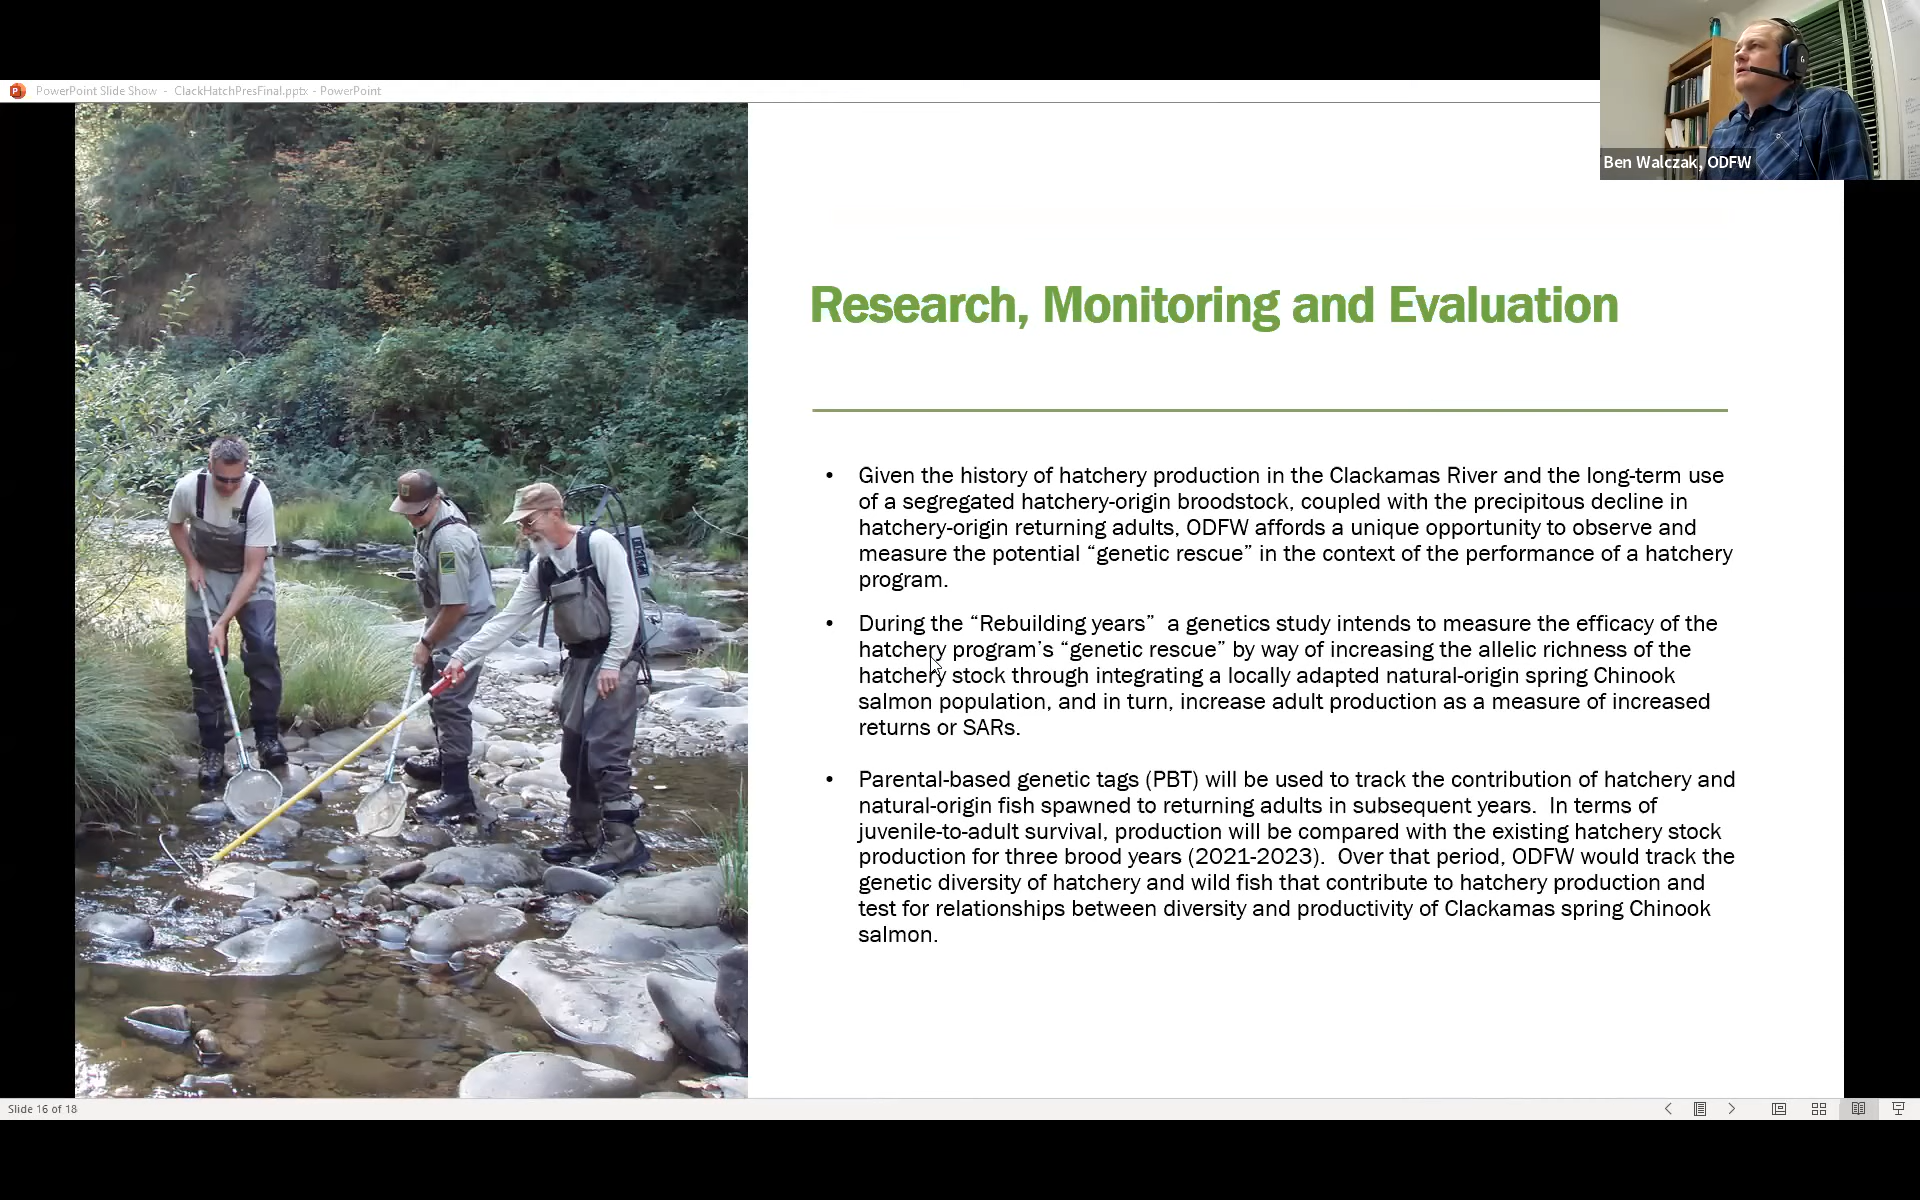 PowerPoint Slide Show - ClackHatchPresFinal.pptx - PowerPoint
Ben Walczak, ODFW
Research, Monitoring and Evaluation
• Given the history of hatchery production in the Clackamas River and the long-term use
of a segregated hatchery-origin broodstock, coupled with the precipitous decline in
hatchery-origin returning adults, ODFW affords a unique opportunity to observe and
measure the potential “genetic rescue” in the context of the performance of a hatchery
program.
• During the “Rebuilding years”  a genetics study intends to measure the efficacy of the
hatchery program’s “genetic rescue” by way of increasing the allelic richness of the
hatchery stock through integrating a locally adapted natural-origin spring Chinook
salmon population, and in turn, increase adult production as a measure of increased
returns or SARs.
• Parental-based genetic tags (PBT) will be used to track the contribution of hatchery and
natural-origin fish spawned to returning adults in subsequent years.  In terms of
juvenile-to-adult survival, production will be compared with the existing hatchery stock
production for three brood years (2021-2023).  Over that period, ODFW would track the
genetic diversity of hatchery and wild fish that contribute to hatchery production and
test for relationships between diversity and productivity of Clackamas spring Chinook
salmon.
Slide 16 of 18